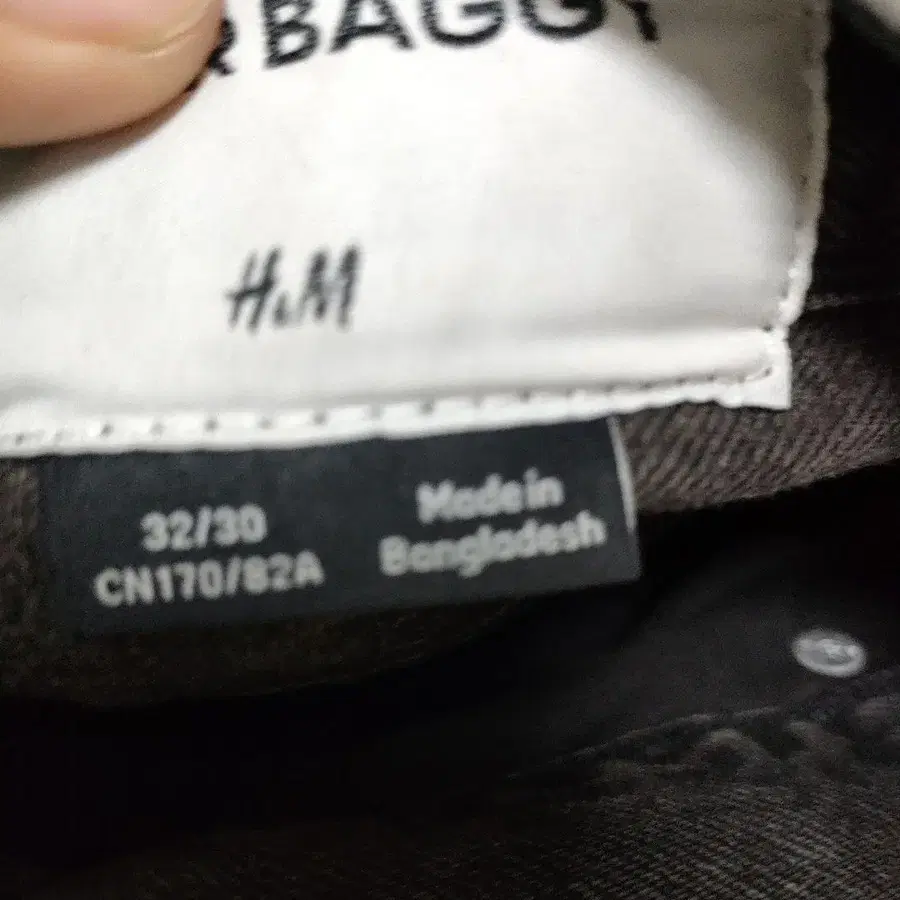 BAGGY
H&M
32/30
CN170/82A
Made in
Bangladesh